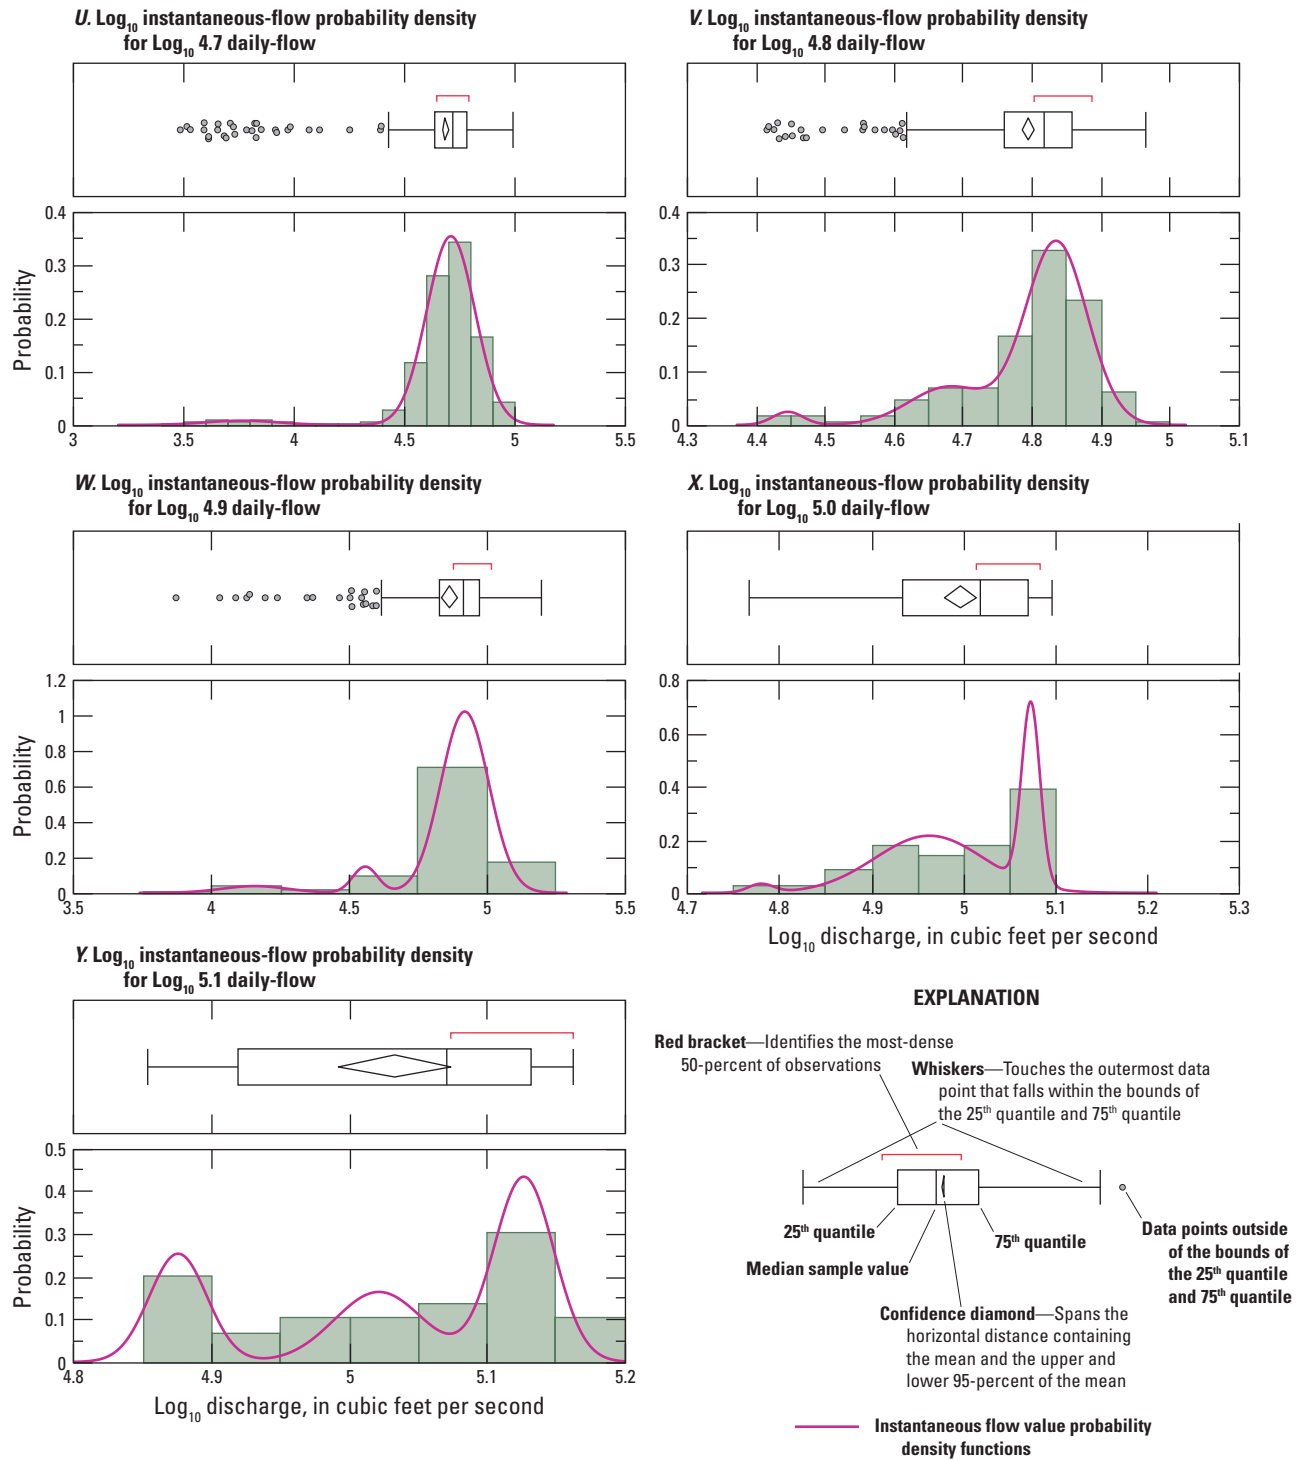 U. Log10 instantaneous-flow probability density
for Log10 4.7 daily-flow
V. Log10 instantaneous-flow probability density
for Log10 4.8 daily-flow
Probability
0.4
0.3
0.2
0.1
0
3 3.5 4 4.5 5 5.5
0.4
0.3
0.2
0.1
0
4.3 4.4 4.5 4.6 4.7 4.8 4.9 5 5.1
W. Log10 instantaneous-flow probability density
for Log10 4.9 daily-flow
X. Log10 instantaneous-flow probability density
for Log10 5.0 daily-flow
Probability
1.2
1
0.8
0.6
0.4
0.2
0
3.5 4 4.5 5 5.5
0.8
0.6
0.4
0.2
0
4.7 4.8 4.9 5 5.1 5.2 5.3
Log10 discharge, in cubic feet per second
Y. Log10 instantaneous-flow probability density
for Log10 5.1 daily-flow
Probability
0.5
0.4
0.3
0.2
0.1
0
4.8 4.9 5 5.1 5.2
Log10 discharge, in cubic feet per second
EXPLANATION
Red bracket—Identifies the most-dense
50-percent of observations
Whiskers—Touches the outermost data
point that falls within the bounds of
the 25th quantile and 75th quantile
25th quantile
75th quantile
Median sample value
Data points outside
of the bounds of
the 25th quantile
and 75th quantile
Confidence diamond—Spans the
horizontal distance containing
the mean and the upper and
lower 95-percent of the mean
Instantaneous flow value probability
density functions